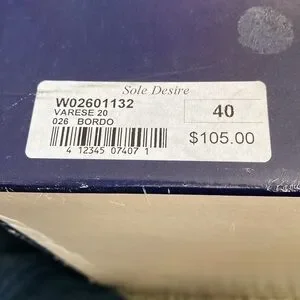 Sole Desire
W02601132
VARESE 20
026 BORDO
40
$105.00
4 12345 07407 1